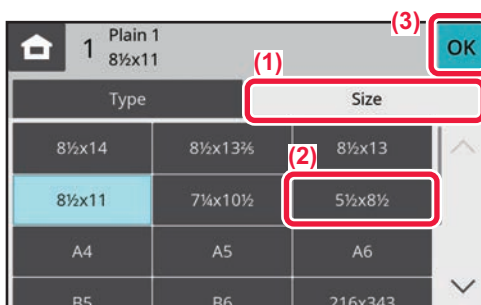 (3)
1 Plain 1
8½x11
OK
(1)
Type Size
(2)
8½x14 8½x13⅖ 8½x13
8½x11 7¼x10½ 5½x8½
A4 A5 A6
B5 B6 216x343